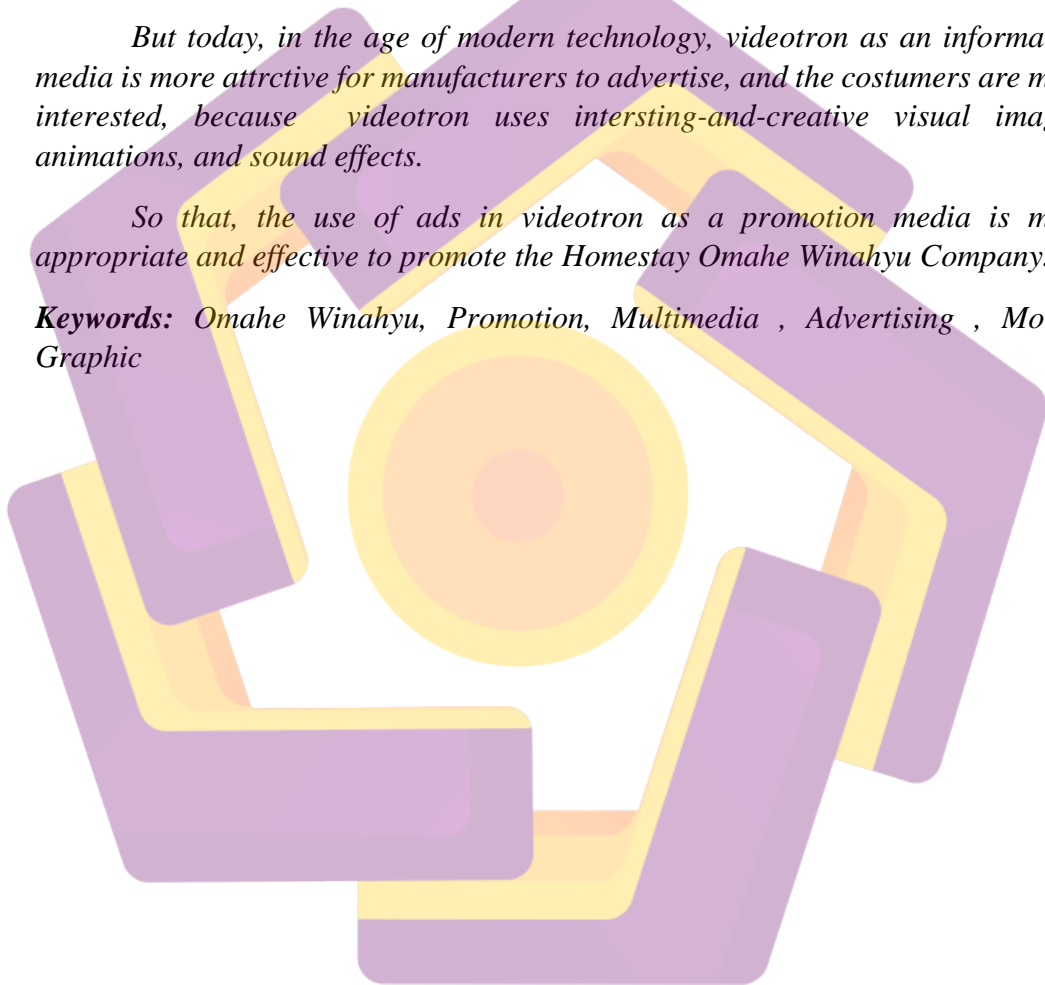 But today, in the age of modern technology, videotron as an informa
media is more attrctive for manufacturers to advertise, and the costumers are m
interested, because videotron uses intersting-and-creative visual imag
animations, and sound effects.
So that, the use of ads in videotron as a promotion media is m
appropriate and effective to promote the Homestay Omahe Winahyu Company.
Keywords: Omahe Winahyu, Promotion, Multimedia , Advertising , Mo
Graphic